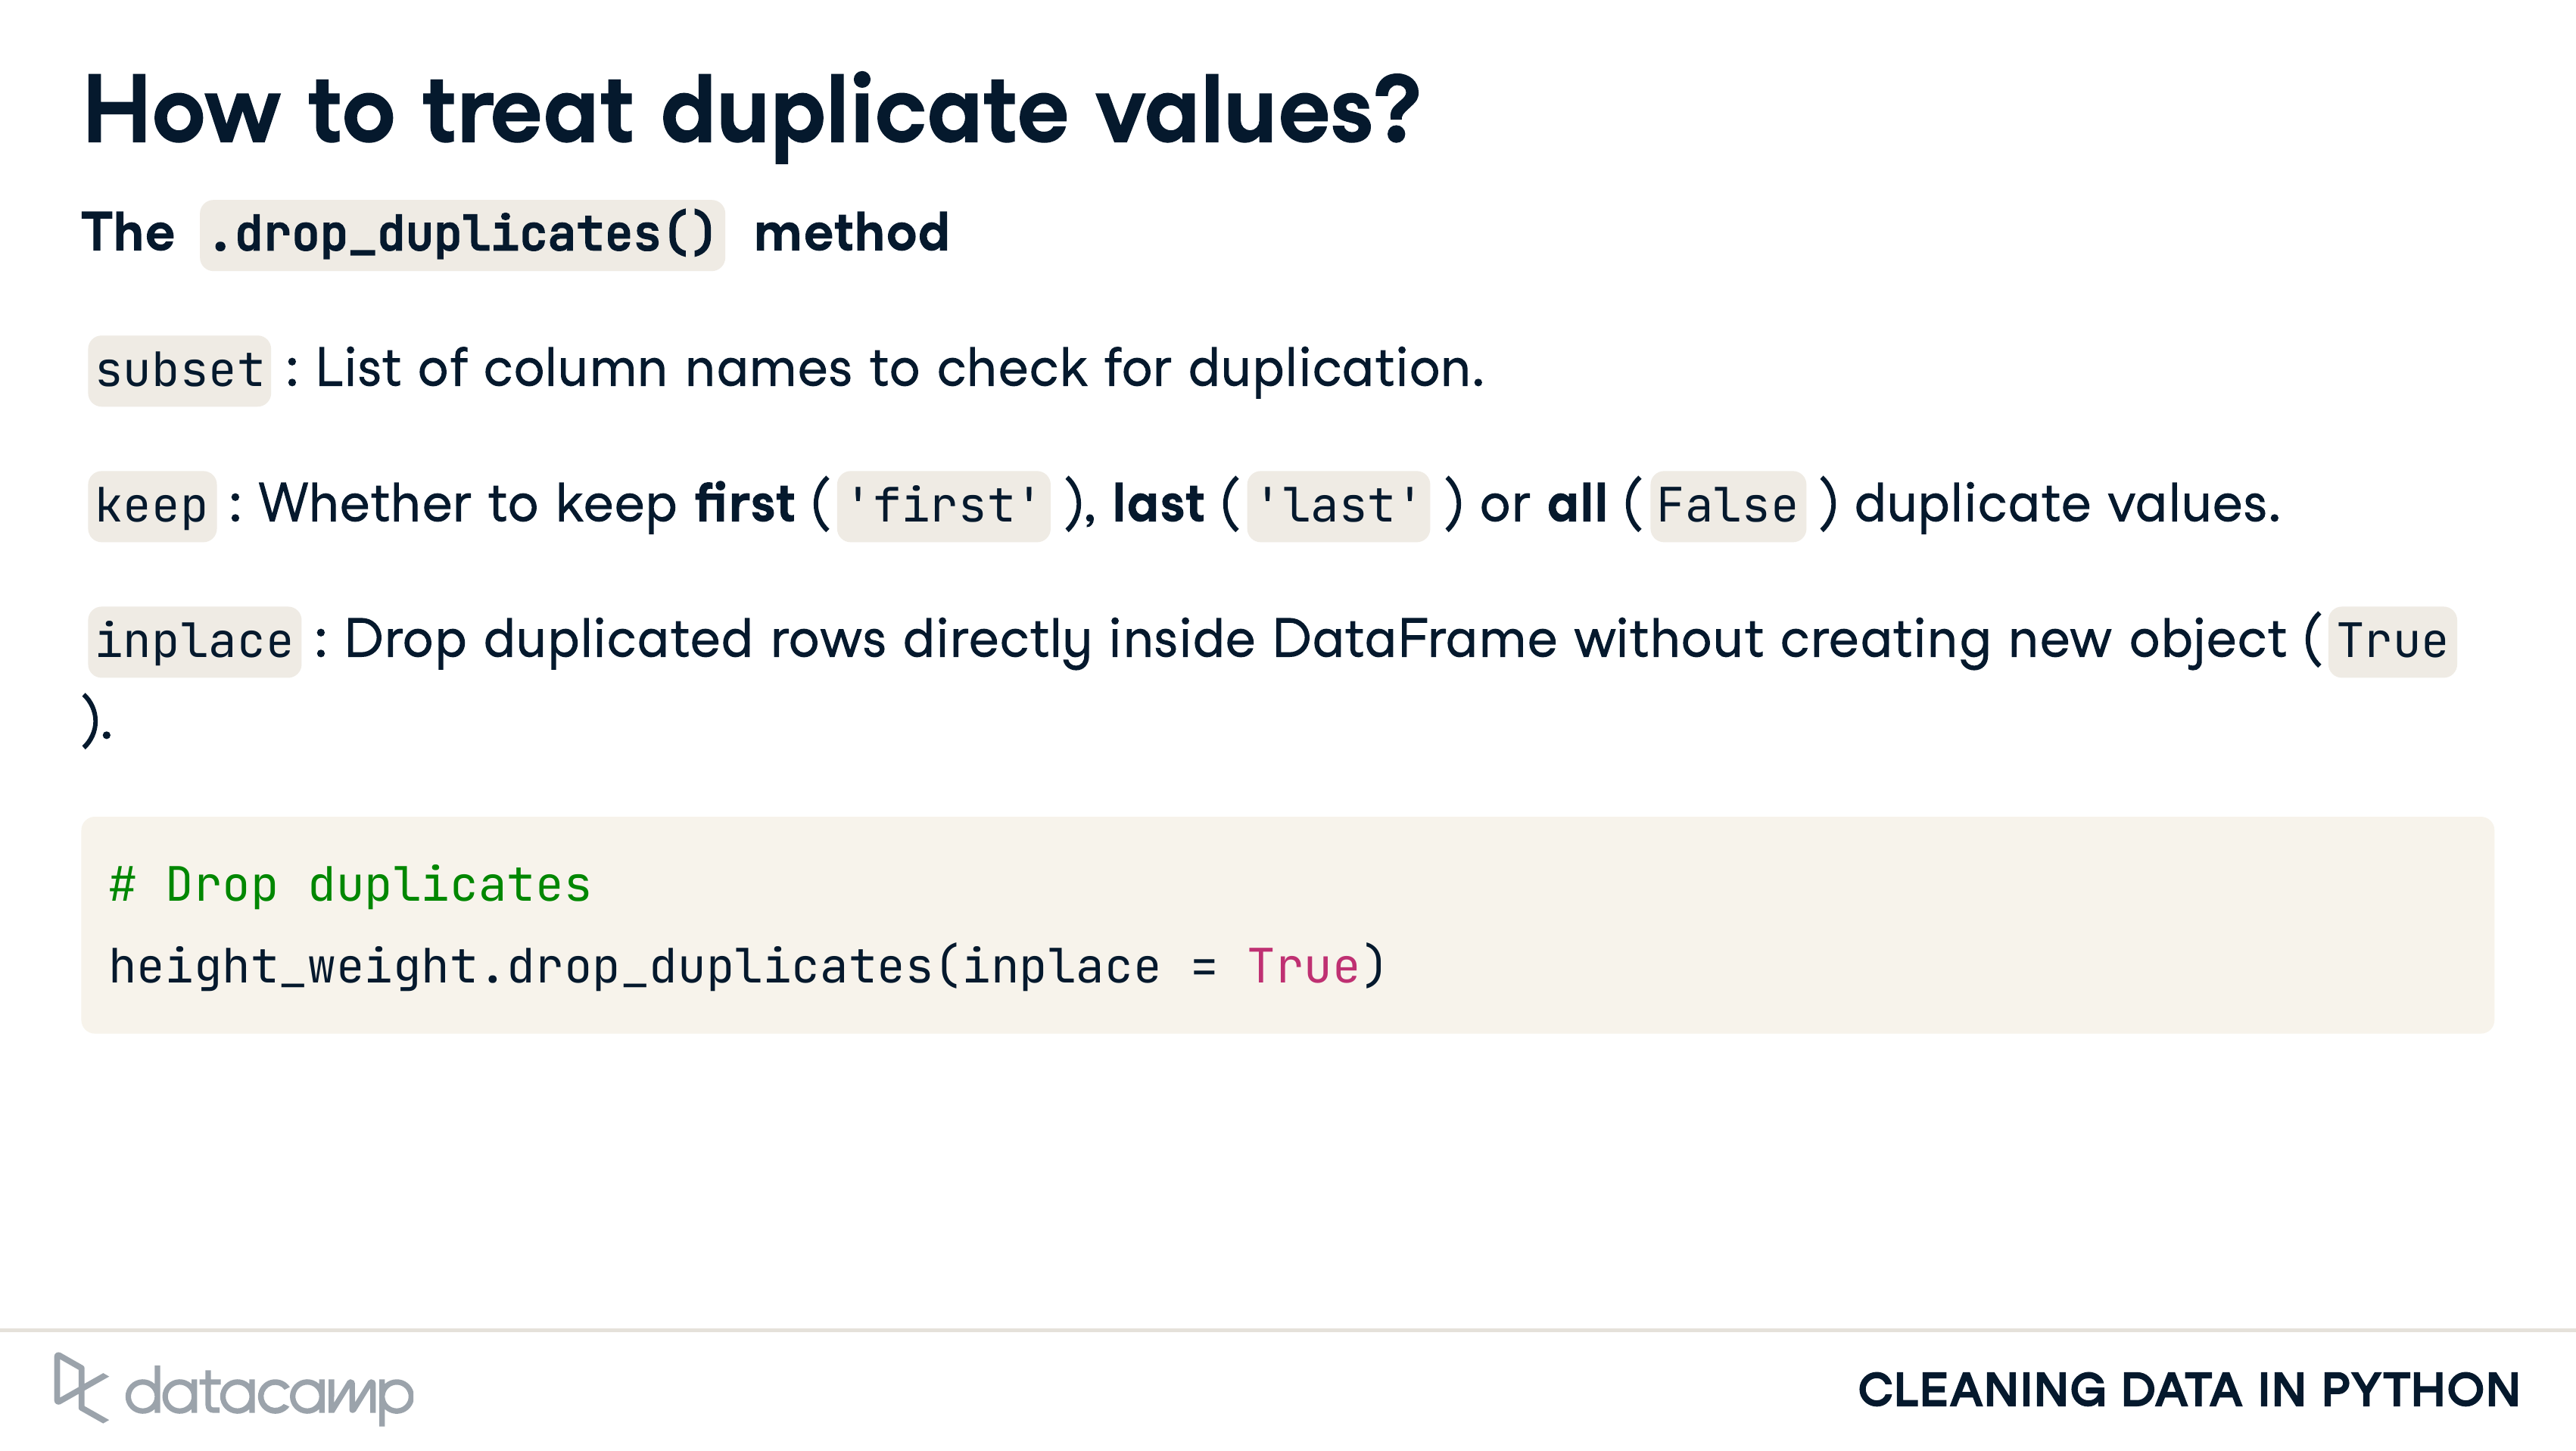 How to treat duplicate values?
The .drop_duplicates() method
subset : List of column names to check for duplication.
keep : Whether to keep first ( 'first' ), last ( 'last' ) or all ( False ) duplicate values.
inplace : Drop duplicated rows directly inside DataFrame without creating new object ( True
).
# Drop duplicates
height_weight.drop_duplicates(inplace = True)
datacamp
CLEANING DATA IN PYTHON